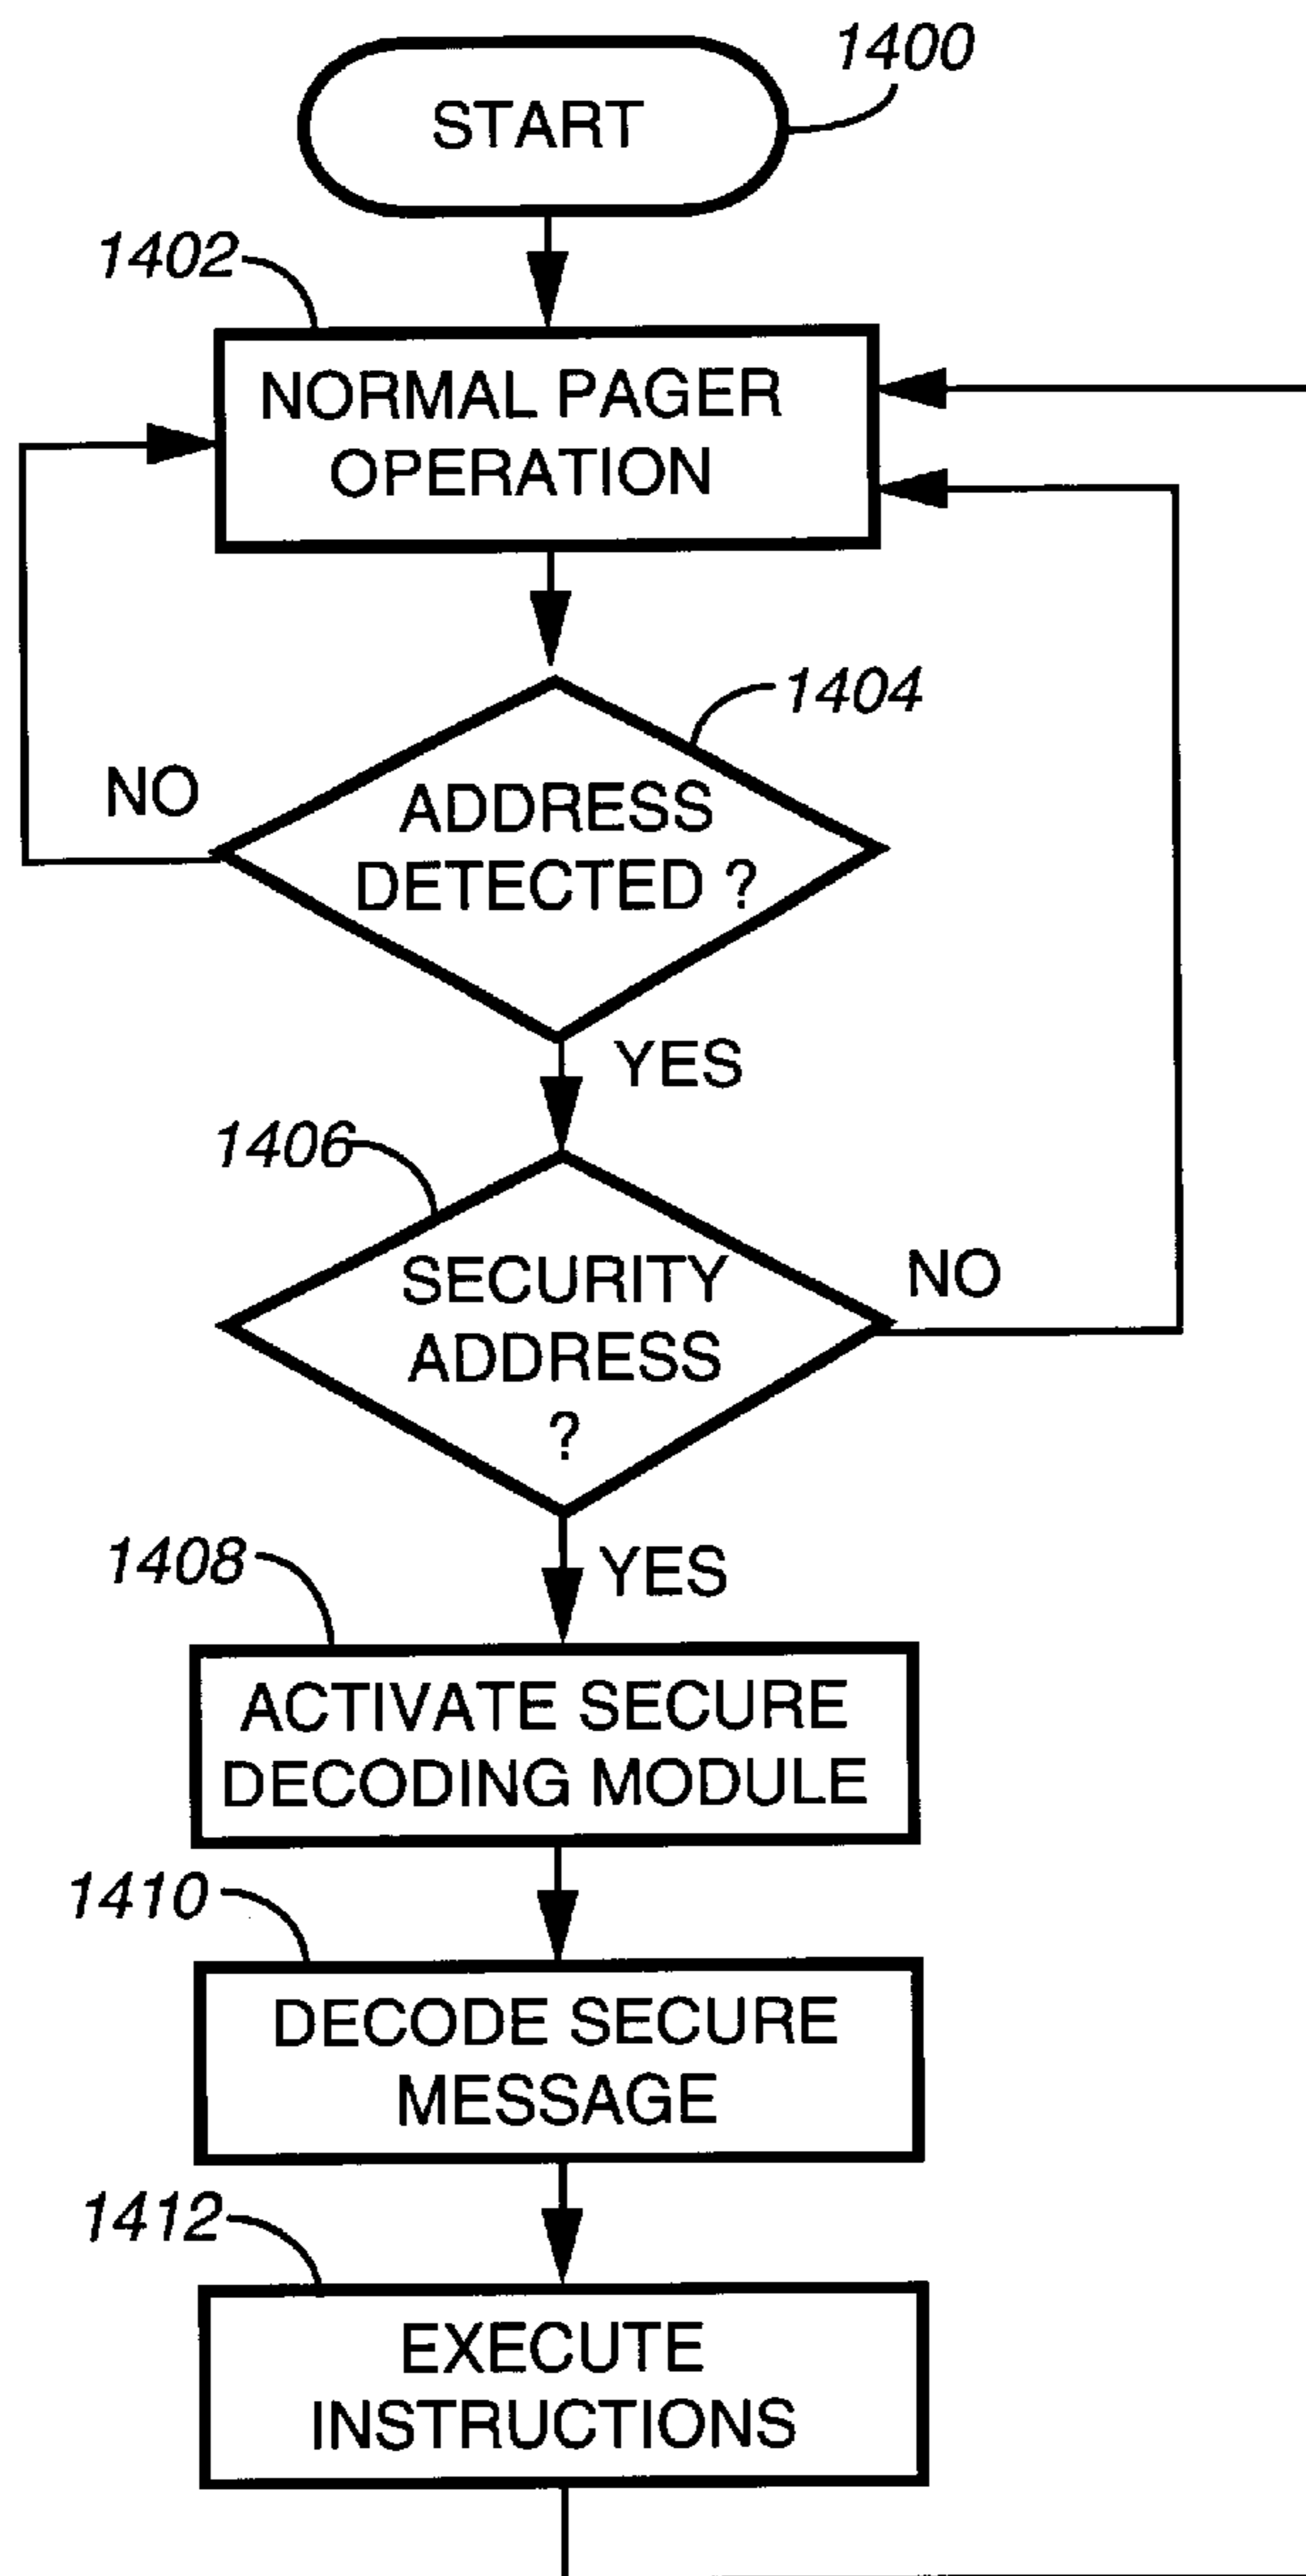 1400
START
1402
NORMAL PAGER
OPERATION
1404
NO
ADDRESS
DETECTED ?
YES
1406
SECURITY
ADDRESS
?
NO
YES
1408
ACTIVATE SECURE
DECODING MODULE
1410
DECODE SECURE
MESSAGE
1412
EXECUTE
INSTRUCTIONS